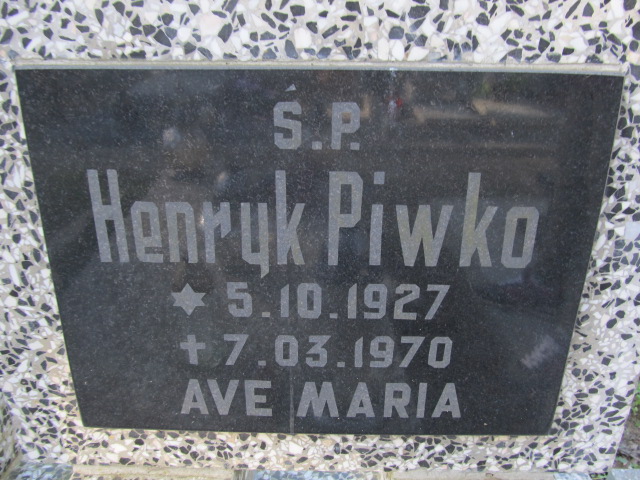 Ś.P.
Henryk Piwko
✶ 5.10.1927
✝ 7.03.1970
AVE MARIA